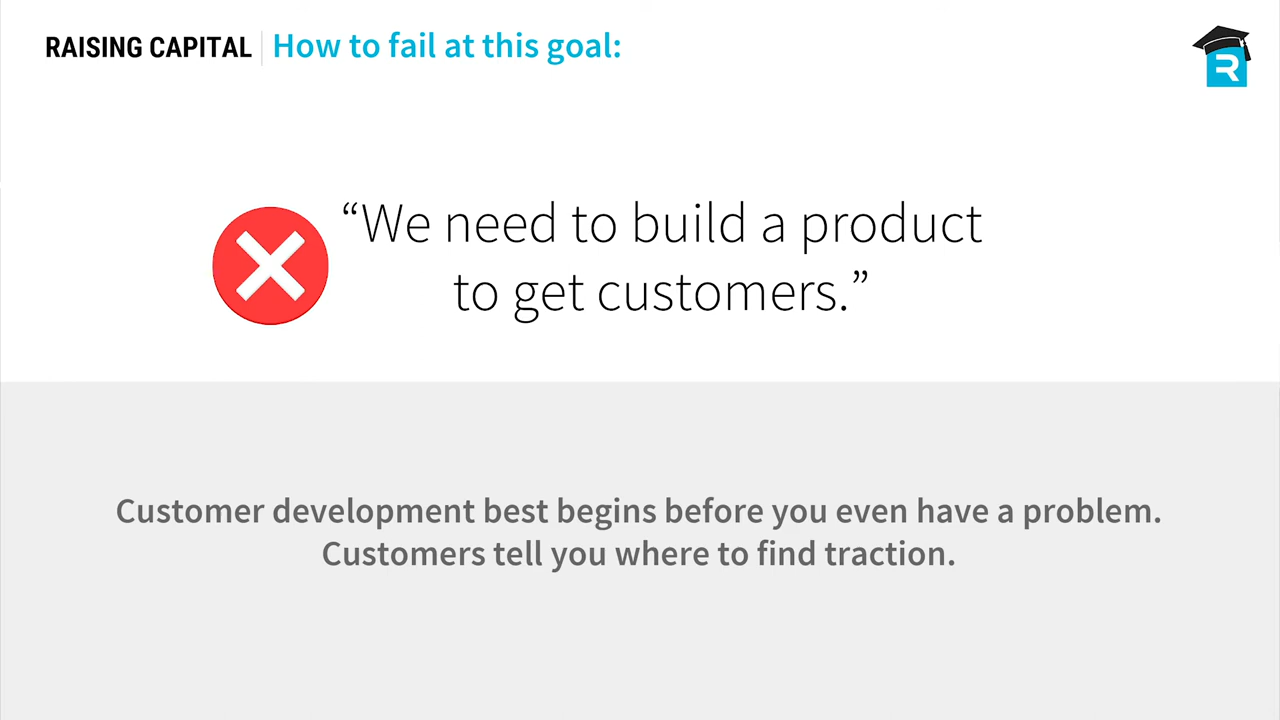 RAISING CAPITAL How to fail at this goal:
“We need to build a product
to get customers.”
Customer development best begins before you even have a problem.
Customers tell you where to find traction.